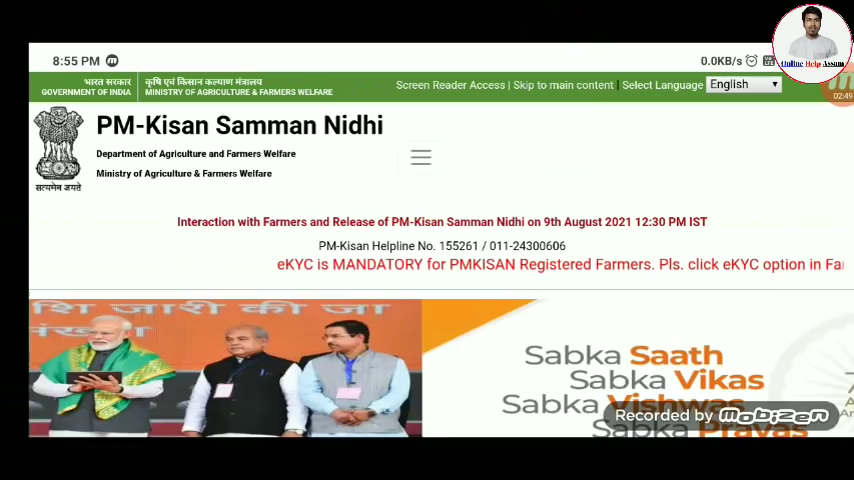 8:55 PM
0.0KB/s
Online Help Assam
02:49
भारत सरकार
GOVERNMENT OF INDIA
कृषि एवं किसान कल्याण मंत्रालय
MINISTRY OF AGRICULTURE & FARMERS WELFARE
Screen Reader Access | Skip to main content | Select Language English
PM-Kisan Samman Nidhi
Department of Agriculture and Farmers Welfare
Ministry of Agriculture & Farmers Welfare
सत्यमेव जयते
Interaction with Farmers and Release of PM-Kisan Samman Nidhi on 9th August 2021 12:30 PM IST
PM-Kisan Helpline No. 155261 / 011-24300606
eKYC is MANDATORY for PMKISAN Registered Farmers. Pls. click eKYC option in Fa
शि जारी की जा
Sabka Saath
Sabka Vikas
Sabka Vishwas
Sabka Prayas
Recorded by mobizen